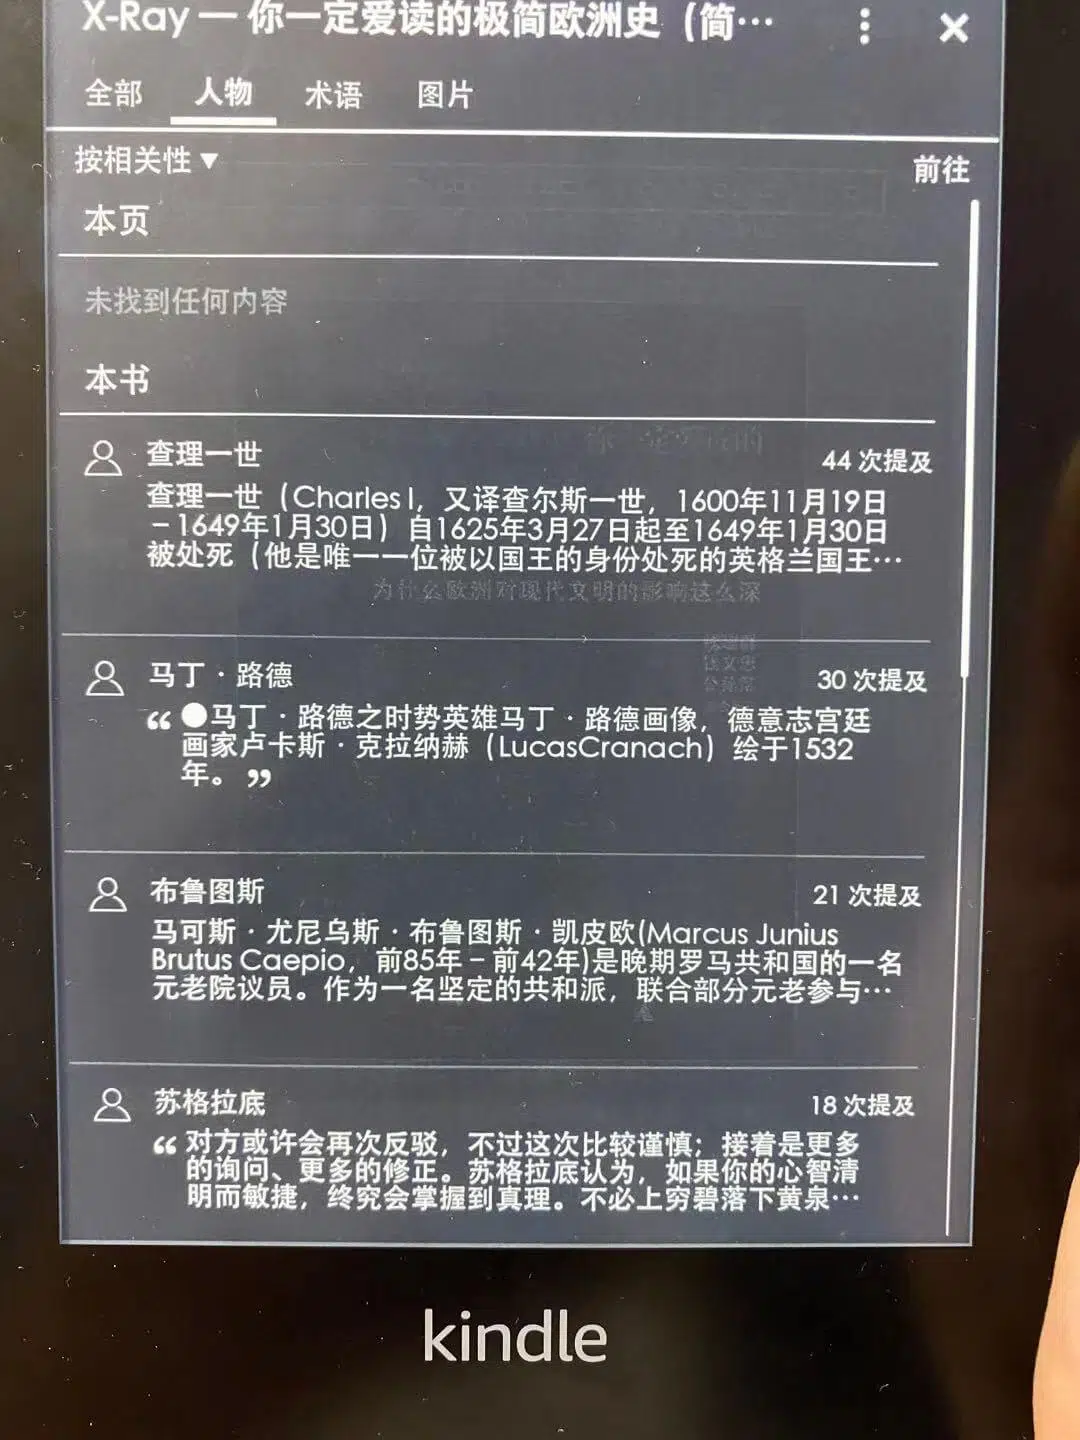 X-Ray — 你一定爱读的极简欧洲史（简…
全部 人物 术语 图片
按相关性▼ 前往
本页
未找到任何内容
本书
查理一世 44 次提及
查理一世（Charles I，又译查尔斯一世，1600年11月19日
－1649年1月30日）自1625年3月27日起至1649年1月30日
被处死（他是唯一一位被以国王的身份处死的英格兰国王…
为什么欧洲对现代文明的影响这么深
马丁·路德 30 次提及
“●马丁·路德之时势英雄马丁·路德画像，德意志宫廷
画家卢卡斯·克拉纳赫（LucasCranach）绘于1532
年。”
布鲁图斯 21 次提及
马可斯·尤尼乌斯·布鲁图斯·凯皮欧(Marcus Junius
Brutus Caepio，前85年－前42年)是晚期罗马共和国的一名
元老院议员。作为一名坚定的共和派，联合部分元老参与…
苏格拉底 18 次提及
“对方或许会再次反驳，不过这次比较谨慎；接着是更多
的询问、更多的修正。苏格拉底认为，如果你的心智清
明而敏捷，终究会掌握到真理。不必上穷碧落下黄泉…
kindle